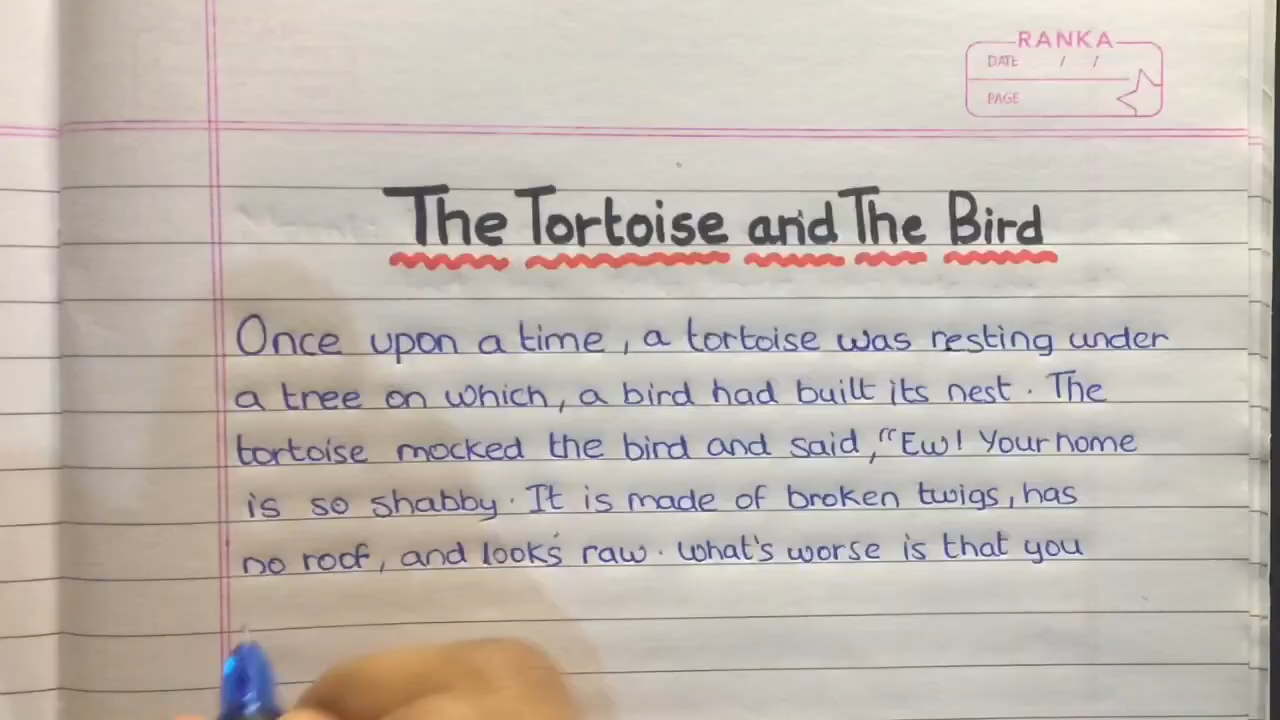 RANKA
DATE / /
PAGE
The Tortoise and The Bird
Once upon a time, a tortoise was resting under
a tree on which, a bird had built its nest. The
tortoise mocked the bird and said, "Ew! Your home
is so shabby. It is made of broken twigs, has
no roof, and looks raw. What's worse is that you